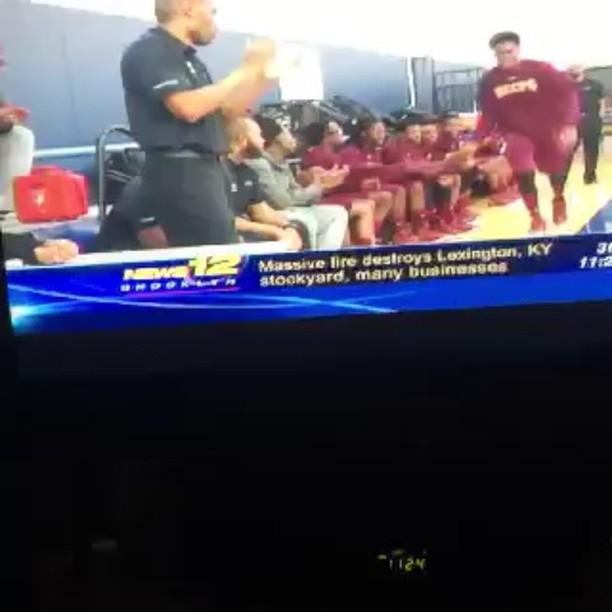 NEWS 12
BROOKLYN
Massive fire destroys Lexington, KY
stockyard, many businesses
11:2
1124